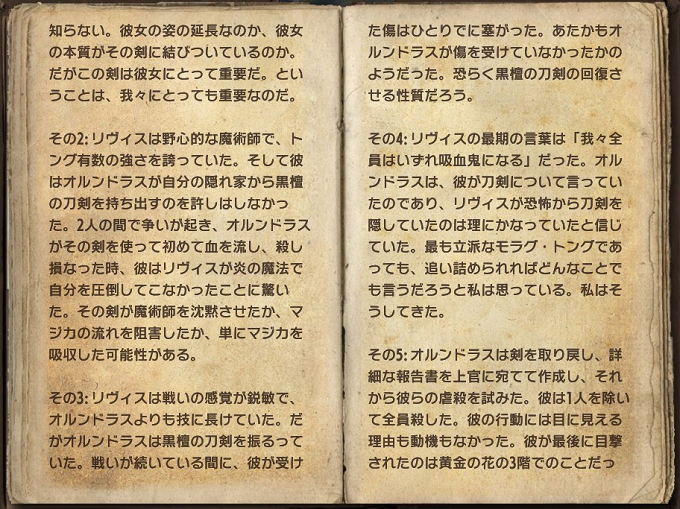 知らない。彼女の姿の延長なのか、彼女
の本質がその剣に結びついているのか。
だがこの剣は彼女にとって重要だ。とい
うことは、我々にとっても重要なのだ。
その2: リヴィスは野心的な魔術師で、ト
ング有数の強さを誇っていた。そして彼
はオルンドラスが自分の隠れ家から黒檀
の刀剣を持ち出すのを許しはしなかっ
た。2人の間で争いが起き、オルンドラス
がその剣を使って初めて血を流し、殺し
損なった時、彼はリヴィスが炎の魔法で
自分を圧倒してこなかったことに驚い
た。その剣が魔術師を沈黙させたか、マ
ジカの流れを阻害したか、単にマジカを
吸収した可能性がある。
その3: リヴィスは戦いの感覚が鋭敏で、
オルンドラスよりも技に長けていた。だ
がオルンドラスは黒檀の刀剣を振るって
いた。戦いが続いている間に、彼が受け
た傷はひとりでに塞がった。あたかもオ
ルンドラスが傷を受けていなかったかの
ようだった。恐らく黒檀の刀剣の回復さ
せる性質だろう。
その4: リヴィスの最期の言葉は「我々全
員はいずれ吸血鬼になる」だった。オル
ンドラスは、彼が刀剣について言ってい
たのであり、リヴィスが恐怖から刀剣を
隠していたのは理にかなっていたと信じ
ていた。最も立派なモラグ・トングであ
っても、追い詰められればどんなことで
も言うだろうと私は思っている。私はそ
うしてきた。
その5: オルンドラスは剣を取り戻し、詳
細な報告書を上官に宛てて作成し、それ
から彼らの虐殺を試みた。彼は1人を除い
て全員殺した。彼の行動には目に見える
理由も動機もなかった。彼が最後に目撃
されたのは黄金の花の3階でのことだっ